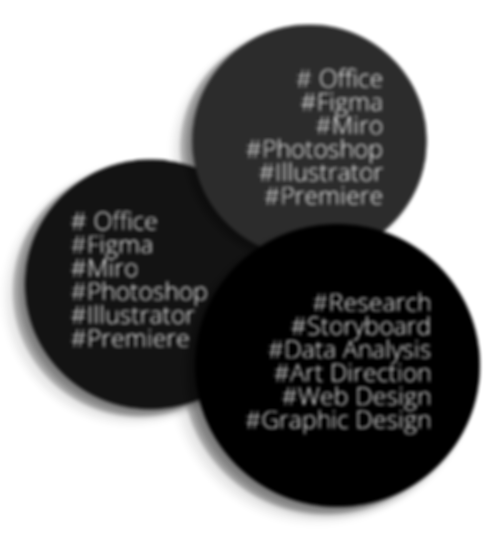 # Office
#Figma
#Miro
#Photoshop
#Illustrator
#Premiere
# Office
#Figma
#Miro
#Photoshop
#Illustrator
#Premiere
#Research
#Storyboard
#Data Analysis
#Art Direction
#Web Design
#Graphic Design